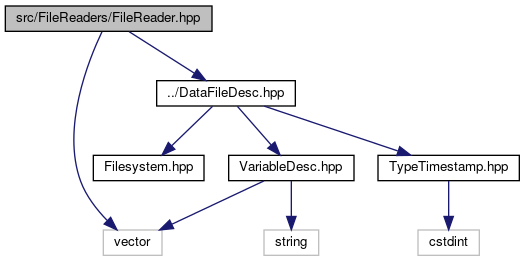 src/FileReaders/FileReader.hpp
../DataFileDesc.hpp
Filesystem.hpp
VariableDesc.hpp
TypeTimestamp.hpp
vector
string
cstdint